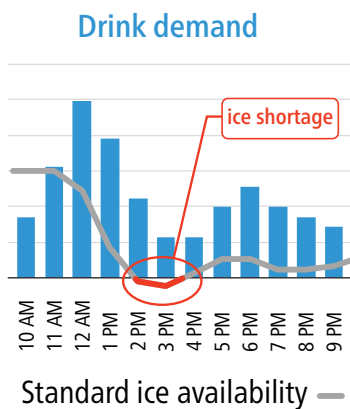 Drink demand
ice shortage
10 AM
11 AM
12 AM
1 PM
2 PM
3 PM
4 PM
5 PM
6 PM
7 PM
8 PM
9 PM
Standard ice availability